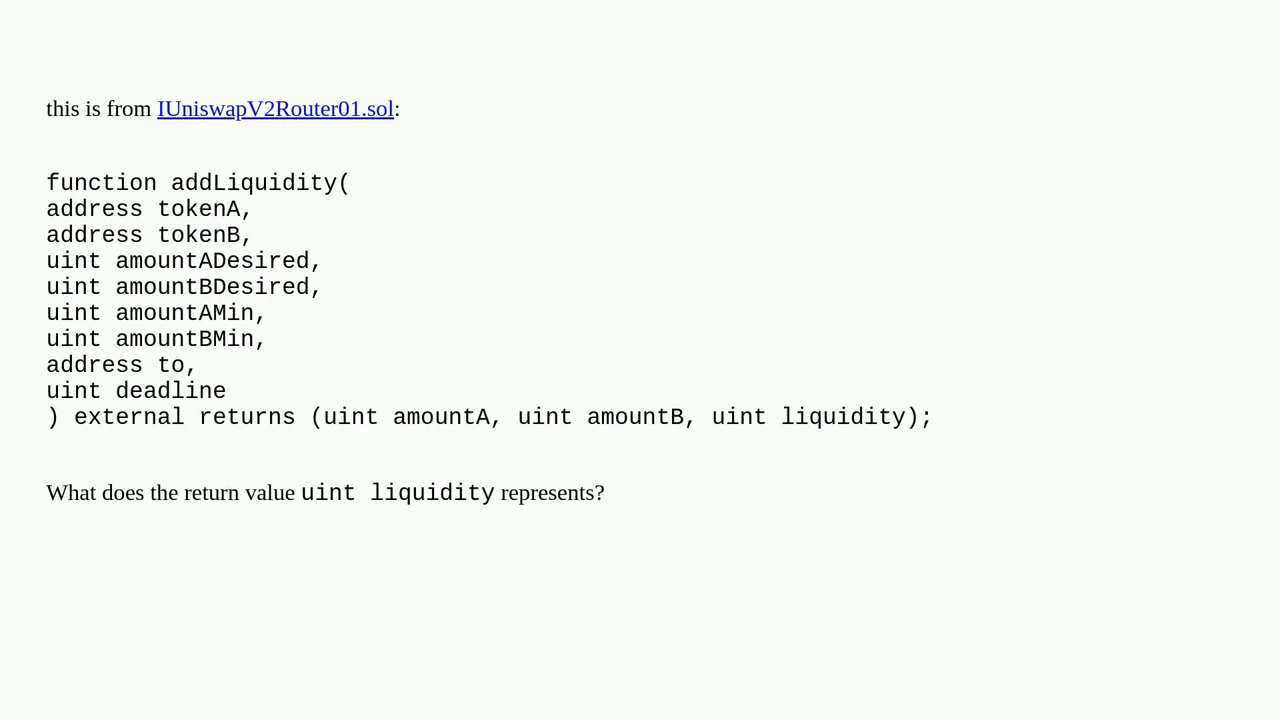 this is from IUniswapV2Router01.sol:
function addLiquidity(
address tokenA,
address tokenB,
uint amountADesired,
uint amountBDesired,
uint amountAMin,
uint amountBMin,
address to,
uint deadline
) external returns (uint amountA, uint amountB, uint liquidity);
What does the return value uint liquidity represents?